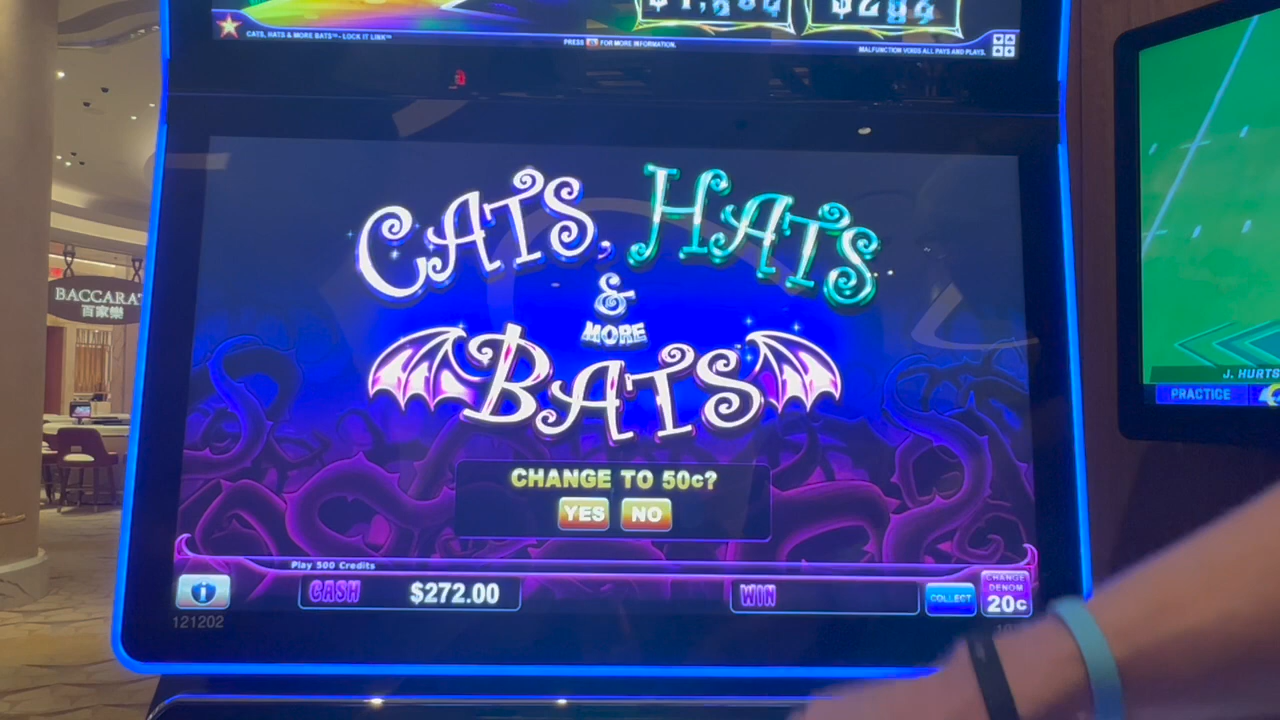 CATS, HATS & MORE BATS™ - LOCK IT LINK™
PRESS FOR MORE INFORMATION.
MALFUNCTION VOIDS ALL PAYS AND PLAYS.
BACCARAT
百家樂
CATS, HATS
&
MORE
BATS
CHANGE TO 50¢?
YES NO
Play 500 Credits
CASH $272.00
WIN
COLLECT
CHANGE
DENOM
20¢
121202
J. HURTS
PRACTICE